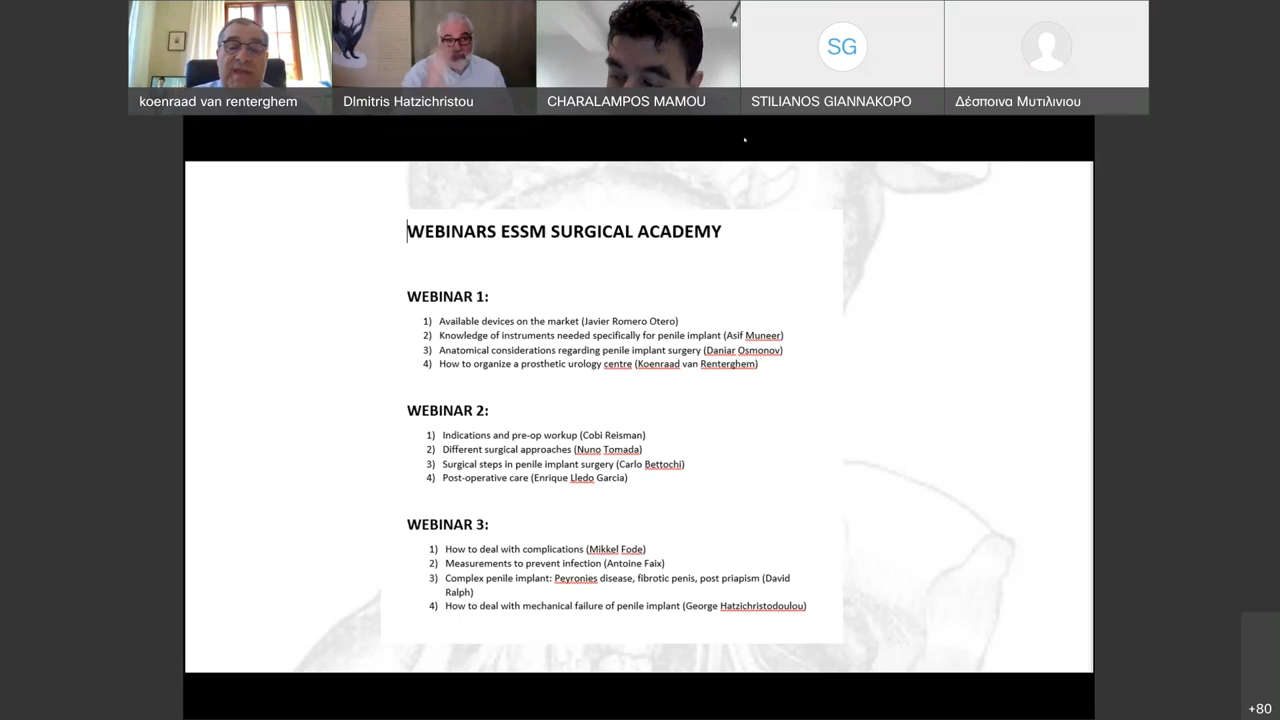 koenraad van renterghem
DImitris Hatzichristou
CHARALAMPOS MAMOU
SG
STILIANOS GIANNAKOPO
Δέσποινα Μυτιλινιου
WEBINARS ESSM SURGICAL ACADEMY
WEBINAR 1:
1) Available devices on the market (Javier Romero Otero)
2) Knowledge of instruments needed specifically for penile implant (Asif Muneer)
3) Anatomical considerations regarding penile implant surgery (Daniar Osmonov)
4) How to organize a prosthetic urology centre (Koenraad van Renterghem)
WEBINAR 2:
1) Indications and pre-op workup (Cobi Reisman)
2) Different surgical approaches (Nuno Tomada)
3) Surgical steps in penile implant surgery (Carlo Bettochi)
4) Post-operative care (Enrique Lledo Garcia)
WEBINAR 3:
1) How to deal with complications (Mikkel Fode)
2) Measurements to prevent infection (Antoine Faix)
3) Complex penile implant: Peyronies disease, fibrotic penis, post priapism (David
Ralph)
4) How to deal with mechanical failure of penile implant (George Hatzichristodoulou)
+80